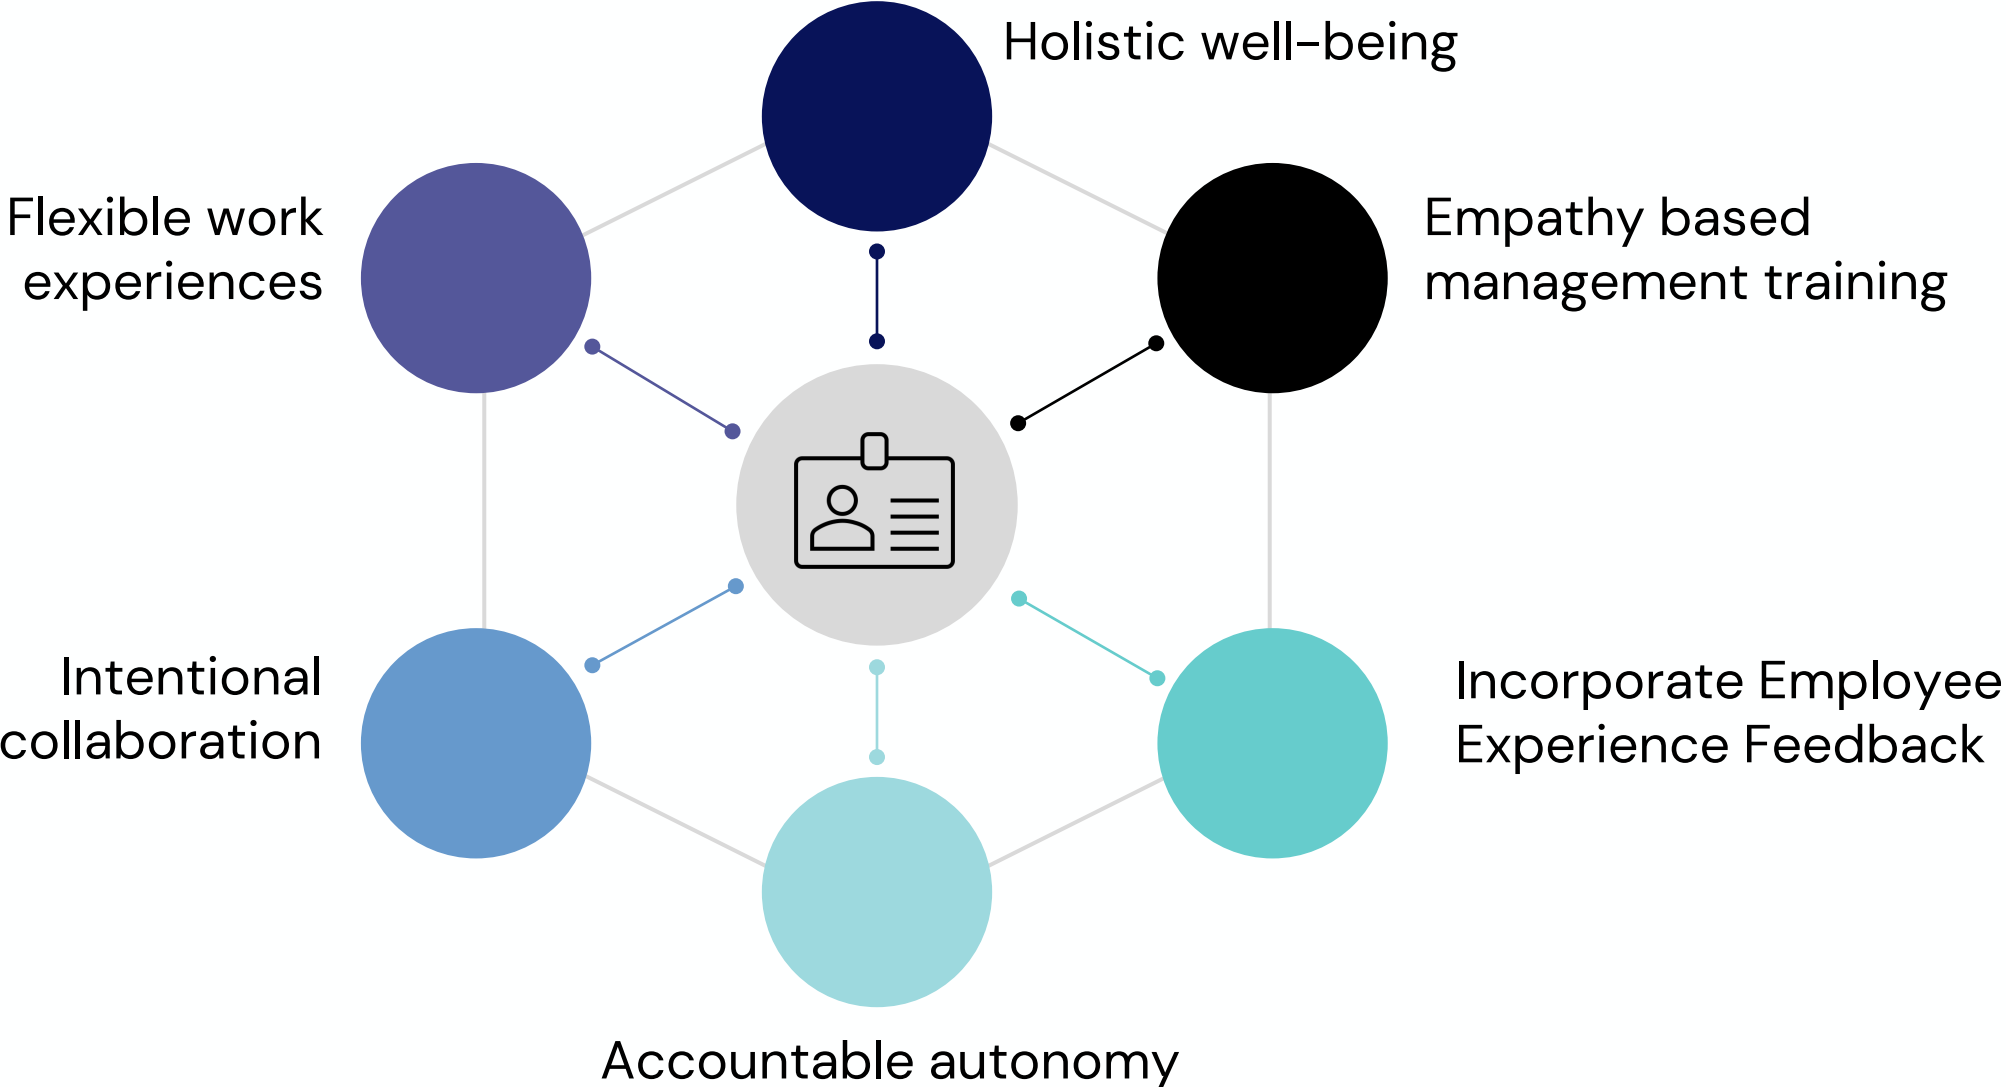 Holistic well-being
Flexible work
experiences
Empathy based
management training
Intentional
collaboration
Incorporate Employee
Experience Feedback
Accountable autonomy